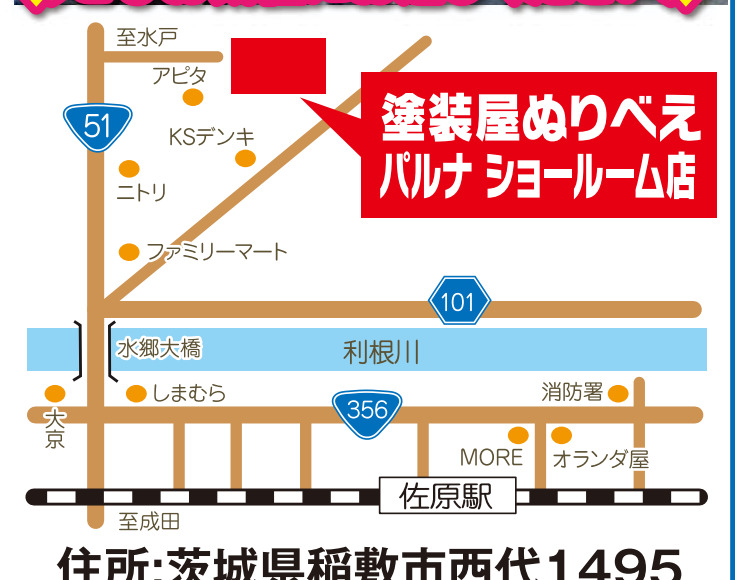 至水戸
アピタ
51
KSデンキ
ニトリ
塗装屋ぬりべえ
パルナ ショールーム店
ファミリーマート
101
水郷大橋
利根川
しまむら
大京
356
消防署
MORE
オランダ屋
佐原駅
至成田
住所:茨城県稲敷市西代1495